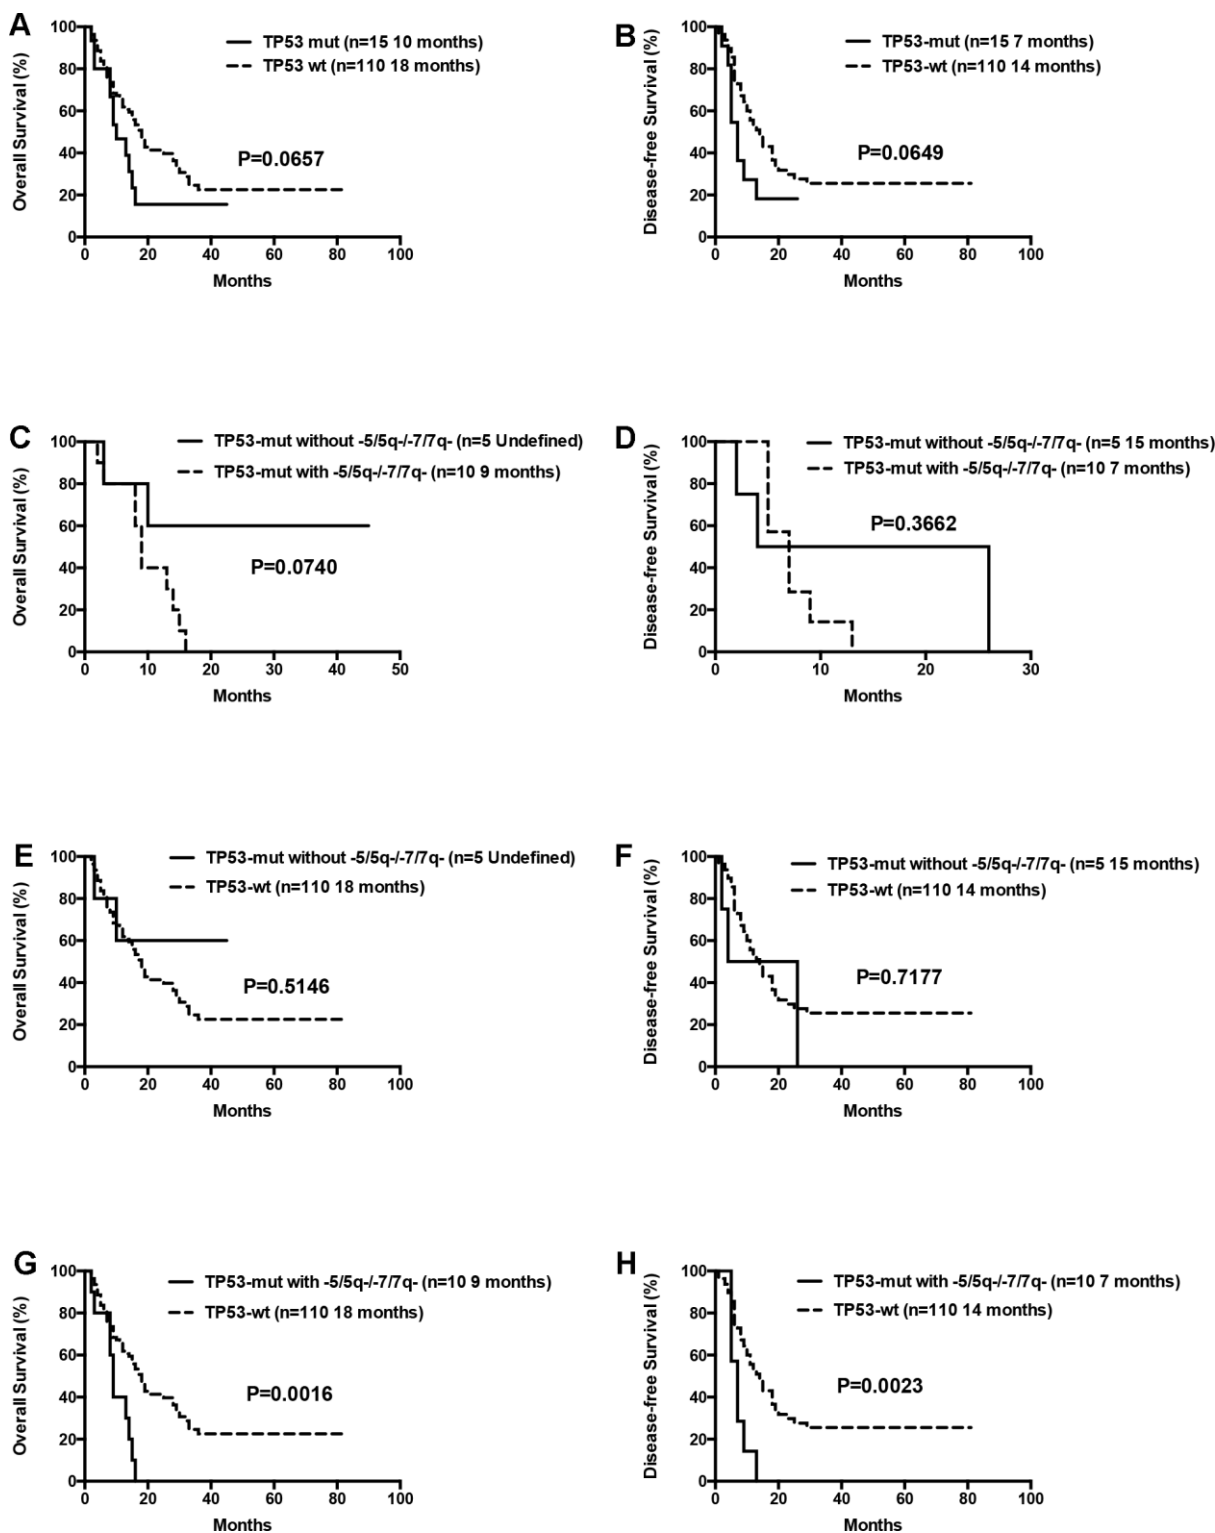 A
Overall Survival (%)
100
80
60
40
20
0
TP53 mut (n=15 10 months)
TP53 wt (n=110 18 months)
P=0.0657
0 20 40 60 80 100
Months
B
Disease-free Survival (%)
100
80
60
40
20
0
TP53-mut (n=15 7 months)
TP53-wt (n=110 14 months)
P=0.0649
0 20 40 60 80 100
Months
C
Overall Survival (%)
100
80
60
40
20
0
TP53-mut without -5/5q-/-7/7q- (n=5 Undefined)
TP53-mut with -5/5q-/-7/7q- (n=10 9 months)
P=0.0740
0 10 20 30 40 50
Months
D
Disease-free Survival (%)
100
80
60
40
20
0
TP53-mut without -5/5q-/-7/7q- (n=5 15 months)
TP53-mut with -5/5q-/-7/7q- (n=10 7 months)
P=0.3662
0 10 20 30
Months
E
Overall Survival (%)
100
80
60
40
20
0
TP53-mut without -5/5q-/-7/7q- (n=5 Undefined)
TP53-wt (n=110 18 months)
P=0.5146
0 20 40 60 80 100
Months
F
Disease-free Survival (%)
100
80
60
40
20
0
TP53-mut without -5/5q-/-7/7q- (n=5 15 months)
TP53-wt (n=110 14 months)
P=0.7177
0 20 40 60 80 100
Months
G
Overall Survival (%)
100
80
60
40
20
0
TP53-mut with -5/5q-/-7/7q- (n=10 9 months)
TP53-wt (n=110 18 months)
P=0.0016
0 20 40 60 80 100
Months
H
Disease-free Survival (%)
100
80
60
40
20
0
TP53-mut with -5/5q-/-7/7q- (n=10 7 months)
TP53-wt (n=110 14 months)
P=0.0023
0 20 40 60 80 100
Months